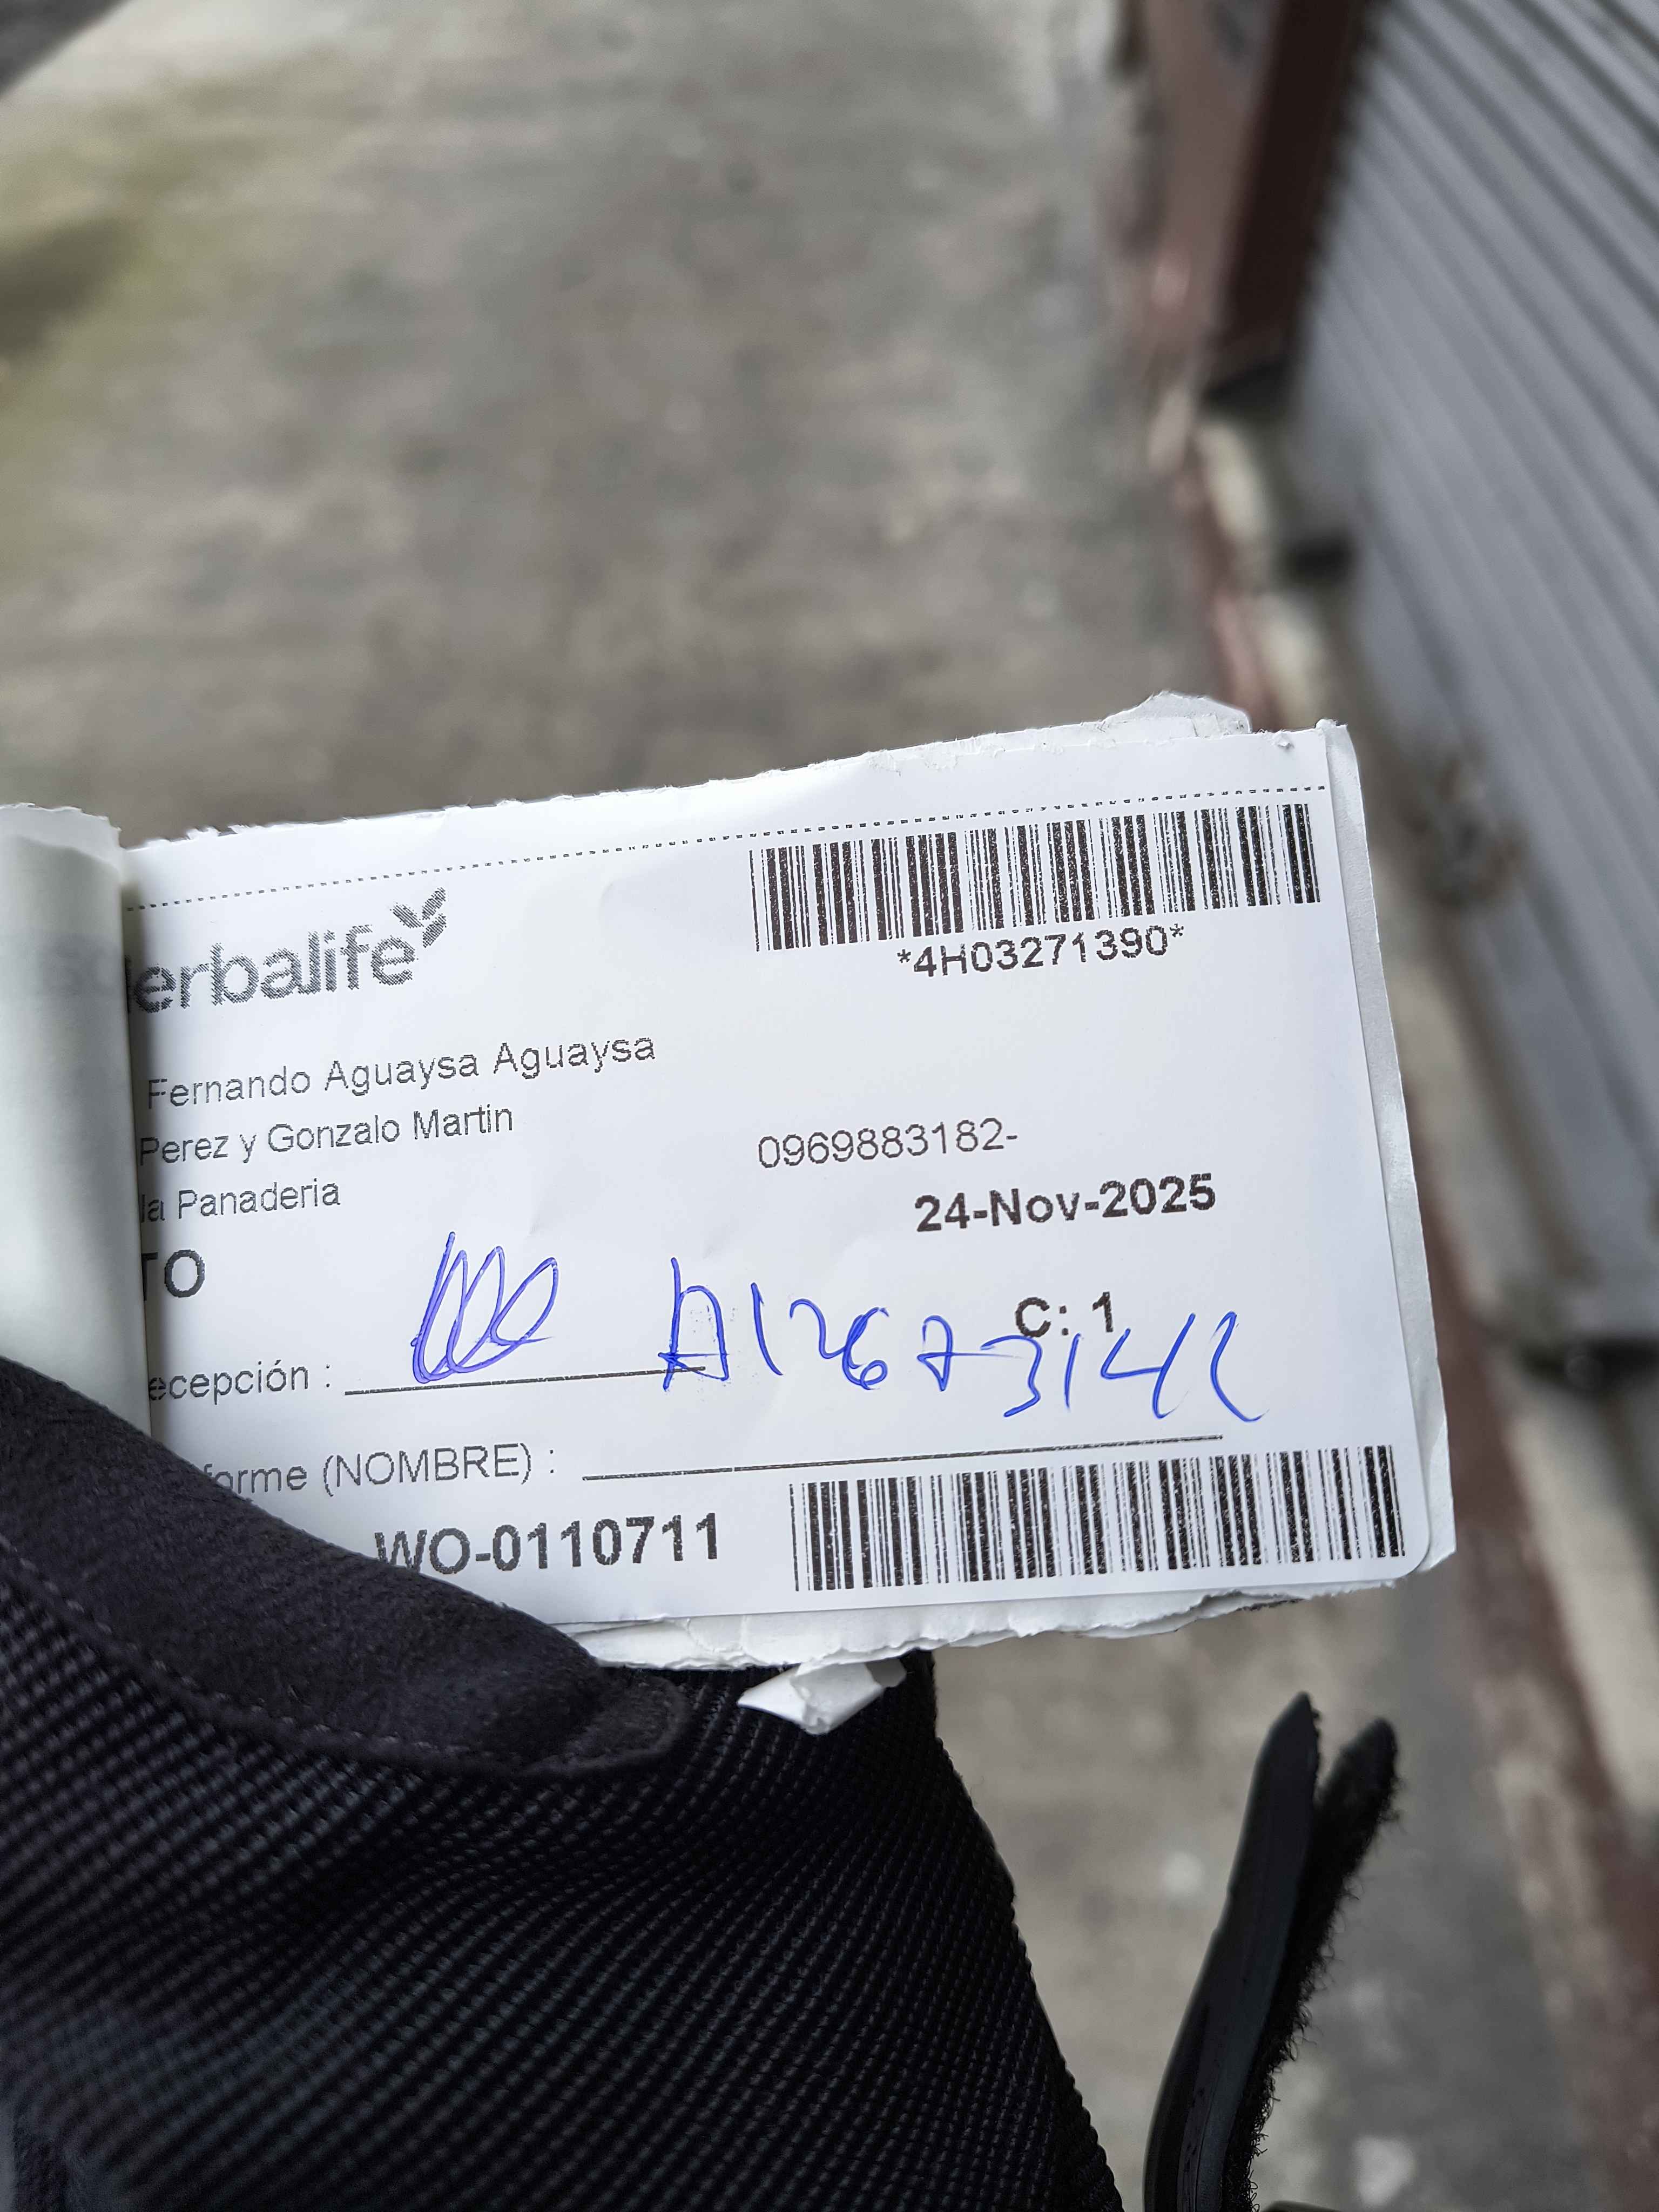 erbalife
*4H03271390*
Fernando Aguaysa Aguaysa
Perez y Gonzalo Martin
0969883182-
la Panaderia
24-Nov-2025
TO
C: 1
ecepción :
forme (NOMBRE) :
WO-0110711